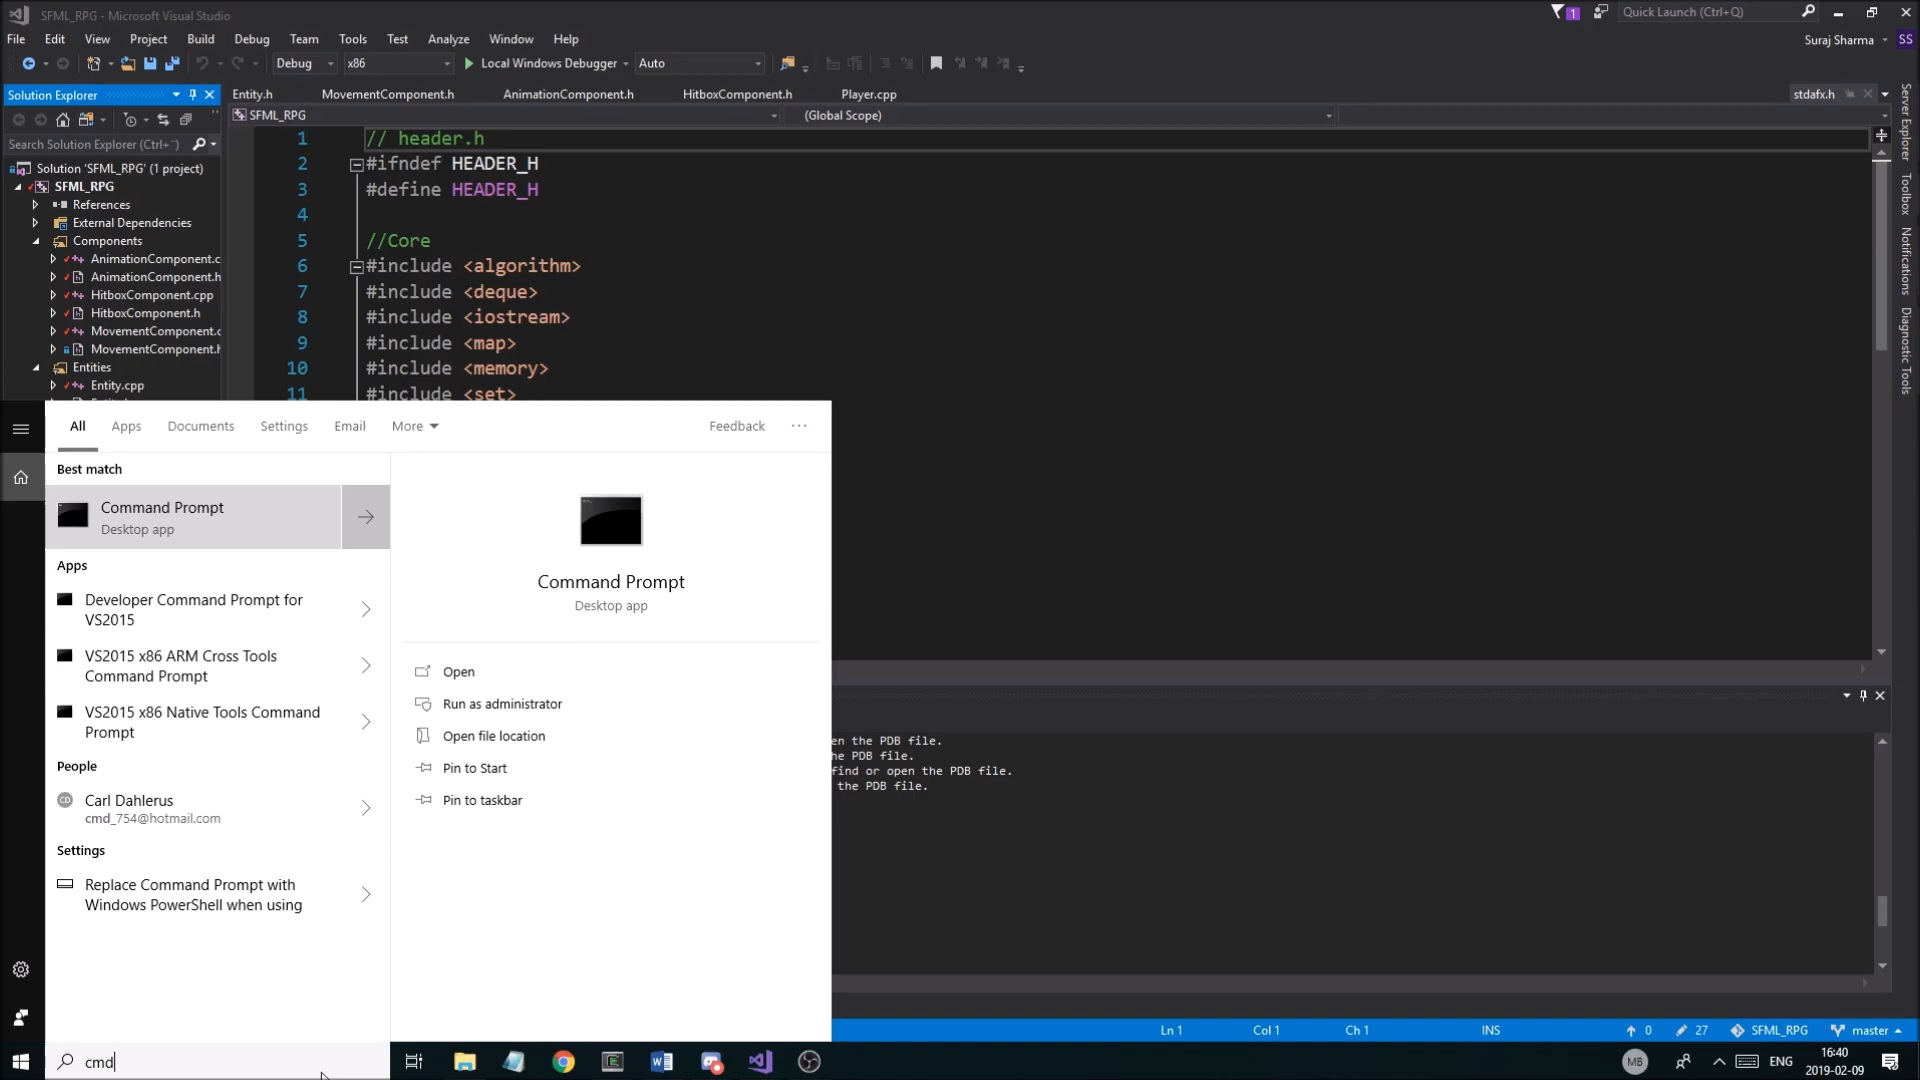 SFML_RPG - Microsoft Visual Studio
1
Quick Launch (Ctrl+Q)
File Edit View Project Build Debug Team Tools Test Analyze Window Help
Suraj Sharma SS
Debug x86 Local Windows Debugger Auto
Solution Explorer
Entity.h MovementComponent.h AnimationComponent.h HitboxComponent.h Player.cpp stdafx.h
SFML_RPG (Global Scope)
Search Solution Explorer (Ctrl+
Solution 'SFML_RPG' (1 project)
SFML_RPG
References
External Dependencies
Components
AnimationComponent.c
AnimationComponent.h
HitboxComponent.cpp
HitboxComponent.h
MovementComponent.c
MovementComponent.h
Entities
Entity.cpp
1 // header.h
2 #ifndef HEADER_H
3 #define HEADER_H
4
5 //Core
6 #include <algorithm>
7 #include <deque>
8 #include <iostream>
9 #include <map>
10 #include <memory>
11 #include <set>
Server Explorer
Toolbox
Notifications
Diagnostic Tools
All Apps Documents Settings Email More Feedback ...
Best match
Command Prompt
Desktop app
Apps
Developer Command Prompt for
VS2015
VS2015 x86 ARM Cross Tools
Command Prompt
VS2015 x86 Native Tools Command
Prompt
People
CD
Carl Dahlerus
cmd_754@hotmail.com
Settings
Replace Command Prompt with
Windows PowerShell when using
Command Prompt
Desktop app
Open
Run as administrator
Open file location
Pin to Start
Pin to taskbar
en the PDB file.
he PDB file.
find or open the PDB file.
the PDB file.
Ln 1 Col 1 Ch 1 INS 0 27 SFML_RPG master
cmd
MB ENG 16:40
2019-02-09